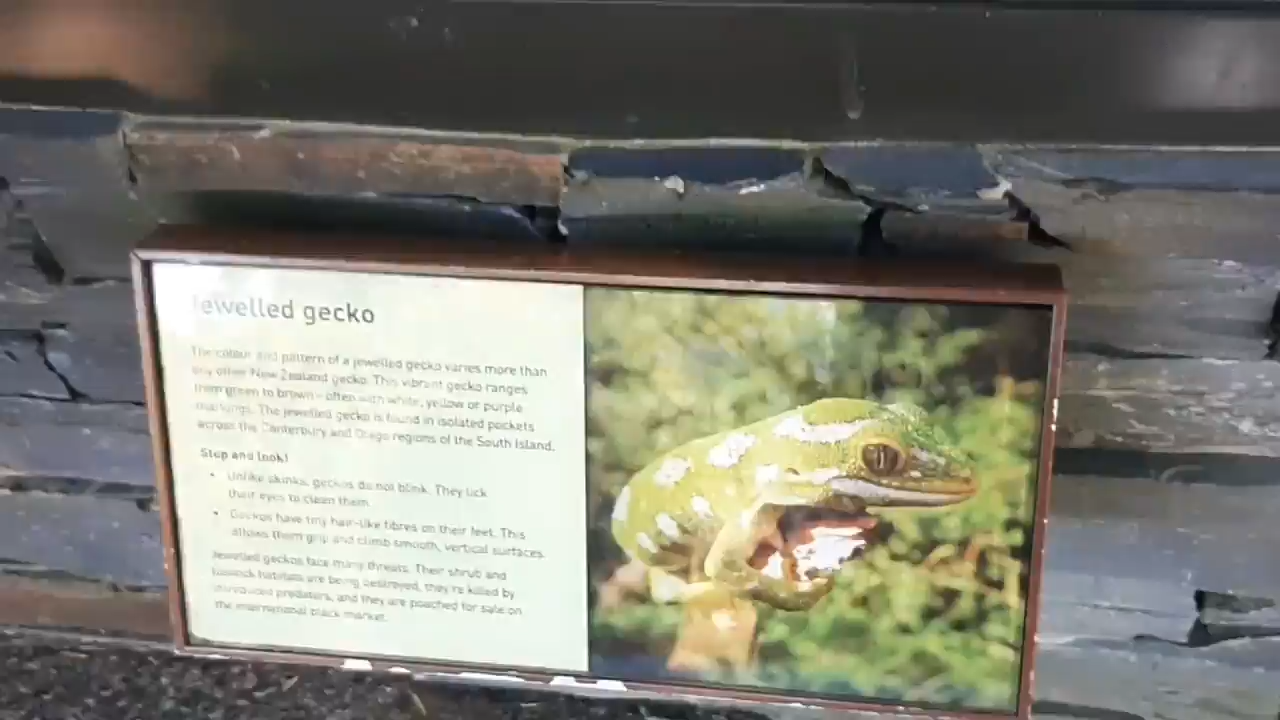 Jewelled gecko
The colour and pattern of a jewelled gecko varies more than
any other New Zealand gecko. This vibrant gecko ranges
from green to brown – often with white, yellow or purple
markings. The jewelled gecko is found in isolated pockets
across the Canterbury and Otago regions of the South Island.
Stop and look!
• Unlike skinks, geckos do not blink. They lick
their eyes to clean them.
• Geckos have tiny hair-like fibres on their feet. This
allows them grip and climb smooth, vertical surfaces.
Jewelled geckos face many threats. Their shrub and
tussock habitats are being destroyed, they're killed by
introduced predators, and they are poached for sale on
the international black market.